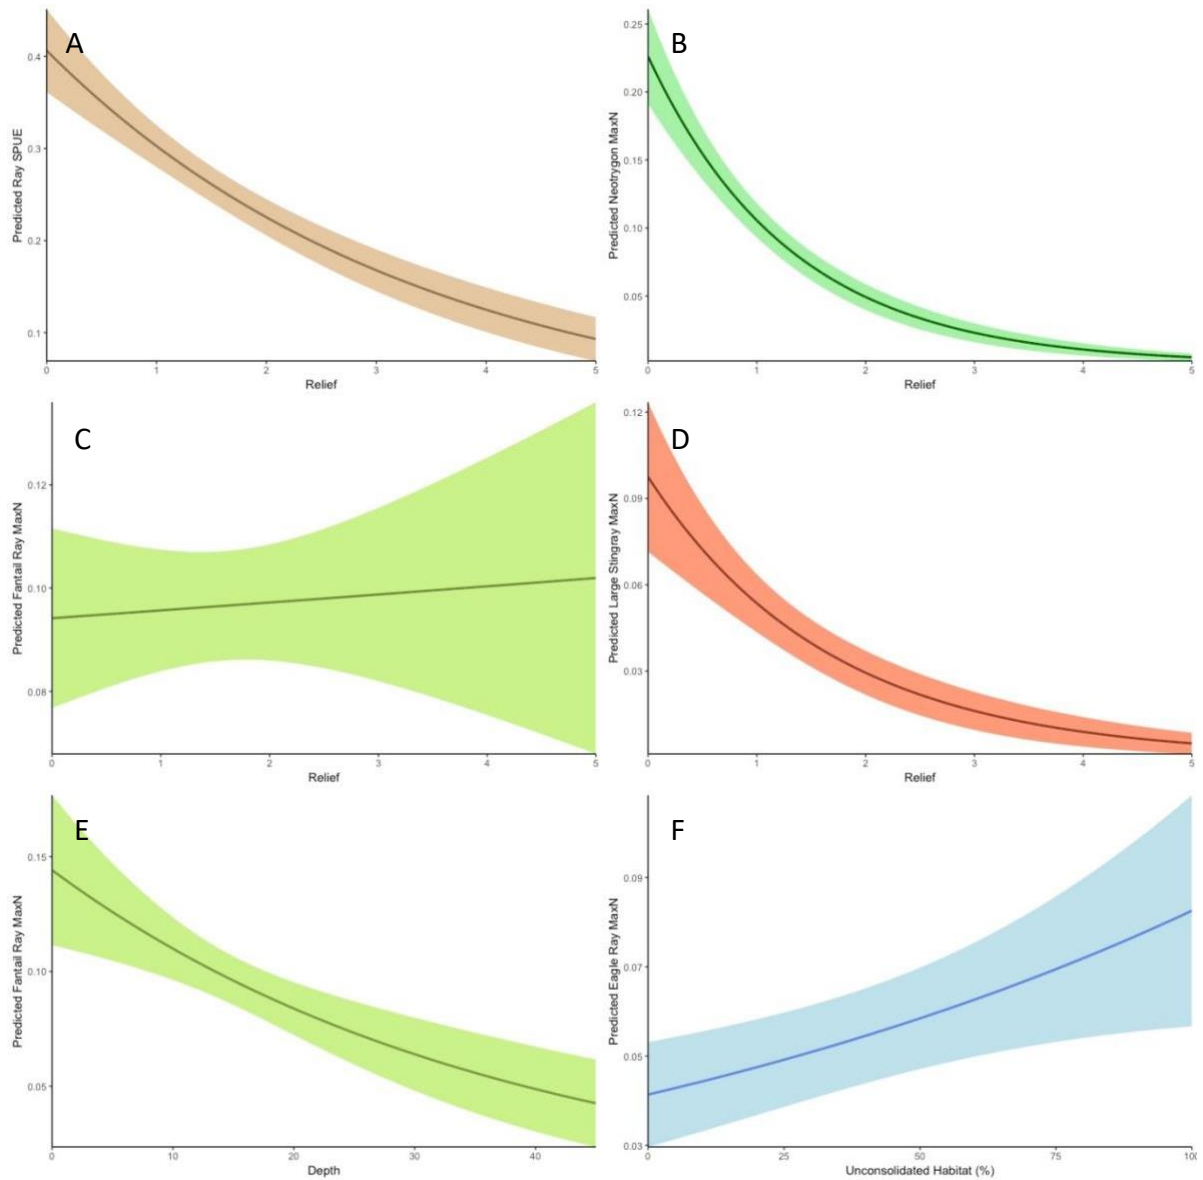 A
Predicted Ray SPUE
0.4
0.3
0.2
0.1
0 1 2 3 4 5
Relief
B
Predicted Neotrygon MaxN
0.25
0.20
0.15
0.10
0.05
0 1 2 3 4 5
Relief
C
Predicted Fantail Ray MaxN
0.12
0.10
0.08
0 1 2 3 4 5
Relief
D
Predicted Large Stingray MaxN
0.12
0.09
0.06
0.03
0 1 2 3 4 5
Relief
E
Predicted Fantail Ray MaxN
0.15
0.10
0.05
0 10 20 30 40
Depth
F
Predicted Eagle Ray MaxN
0.09
0.07
0.05
0.03
0 25 50 75 100
Unconsolidated Habitat (%)